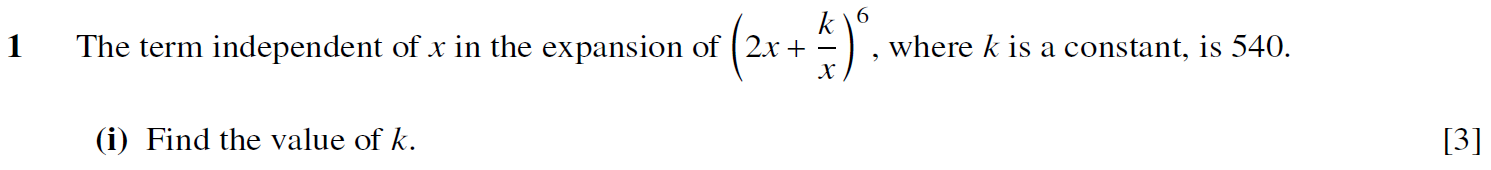 1 The term independent of x in the expansion of (2x + k/x)^6, where k is a constant, is 540.
(i) Find the value of k. [3]